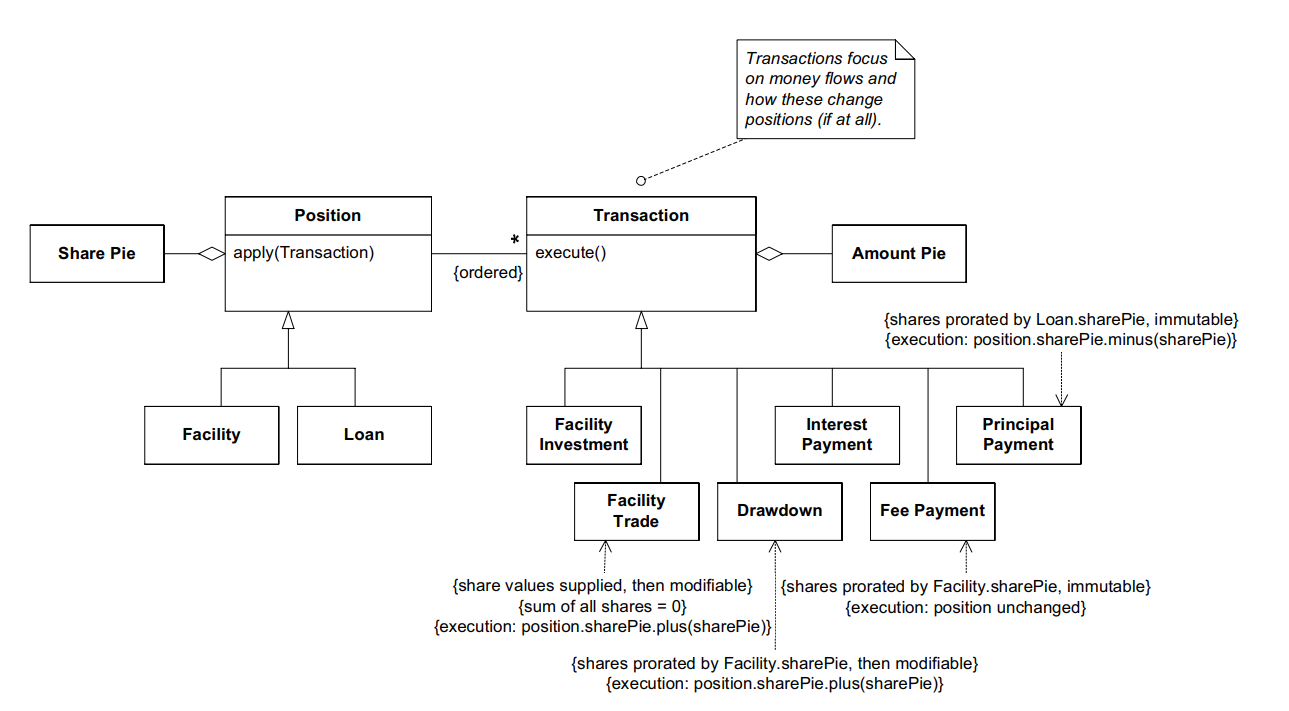 Transactions focus
on money flows and
how these change
positions (if at all).
Position
Transaction
Share Pie
apply(Transaction)
*
{ordered}
execute()
Amount Pie
{shares prorated by Loan.sharePie, immutable}
{execution: position.sharePie.minus(sharePie)}
Facility
Loan
Facility
Investment
Interest
Payment
Principal
Payment
Facility
Trade
Drawdown
Fee Payment
{share values supplied, then modifiable}
{sum of all shares = 0}
{execution: position.sharePie.plus(sharePie)}
{shares prorated by Facility.sharePie, immutable}
{execution: position unchanged}
{shares prorated by Facility.sharePie, then modifiable}
{execution: position.sharePie.plus(sharePie)}